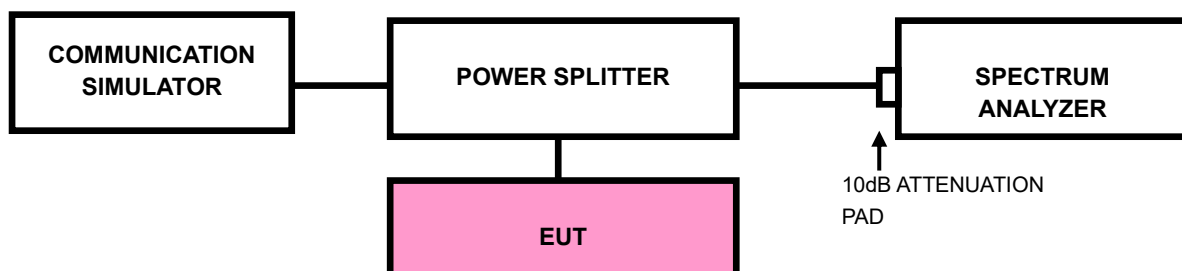 COMMUNICATION
SIMULATOR
POWER SPLITTER
SPECTRUM
ANALYZER
10dB ATTENUATION
PAD
EUT